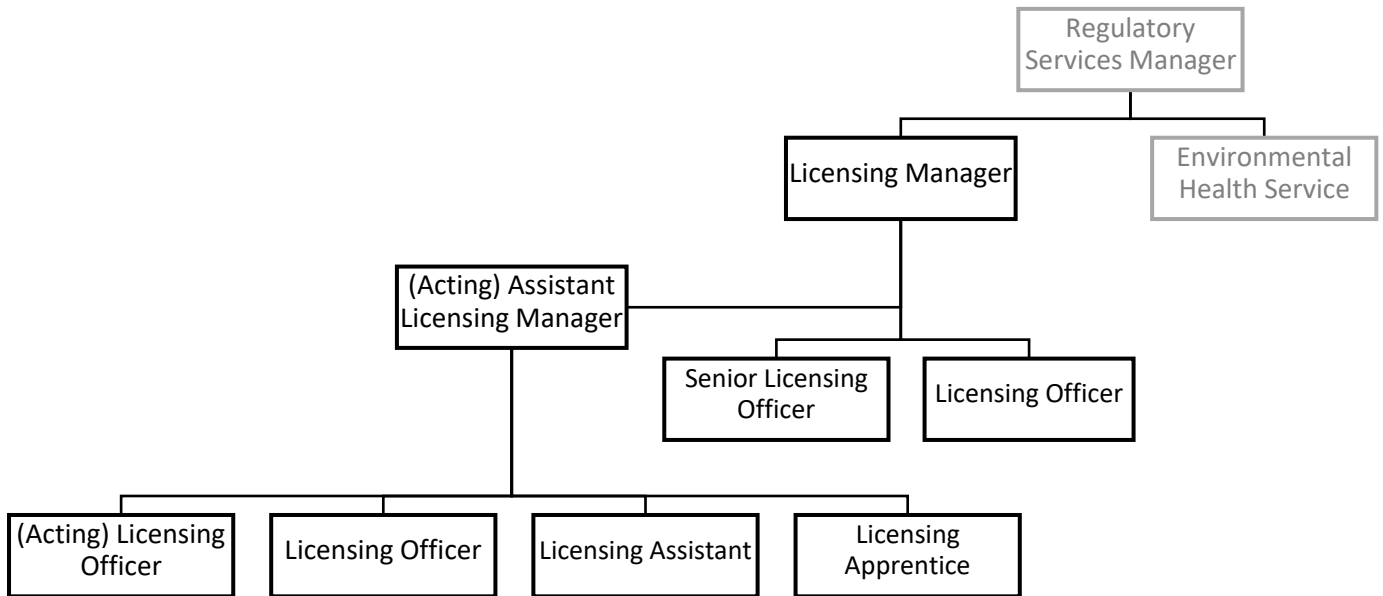 Regulatory
Services Manager
Licensing Manager
Environmental
Health Service
(Acting) Assistant
Licensing Manager
Senior Licensing
Officer
Licensing Officer
(Acting) Licensing
Officer
Licensing Officer
Licensing Assistant
Licensing
Apprentice